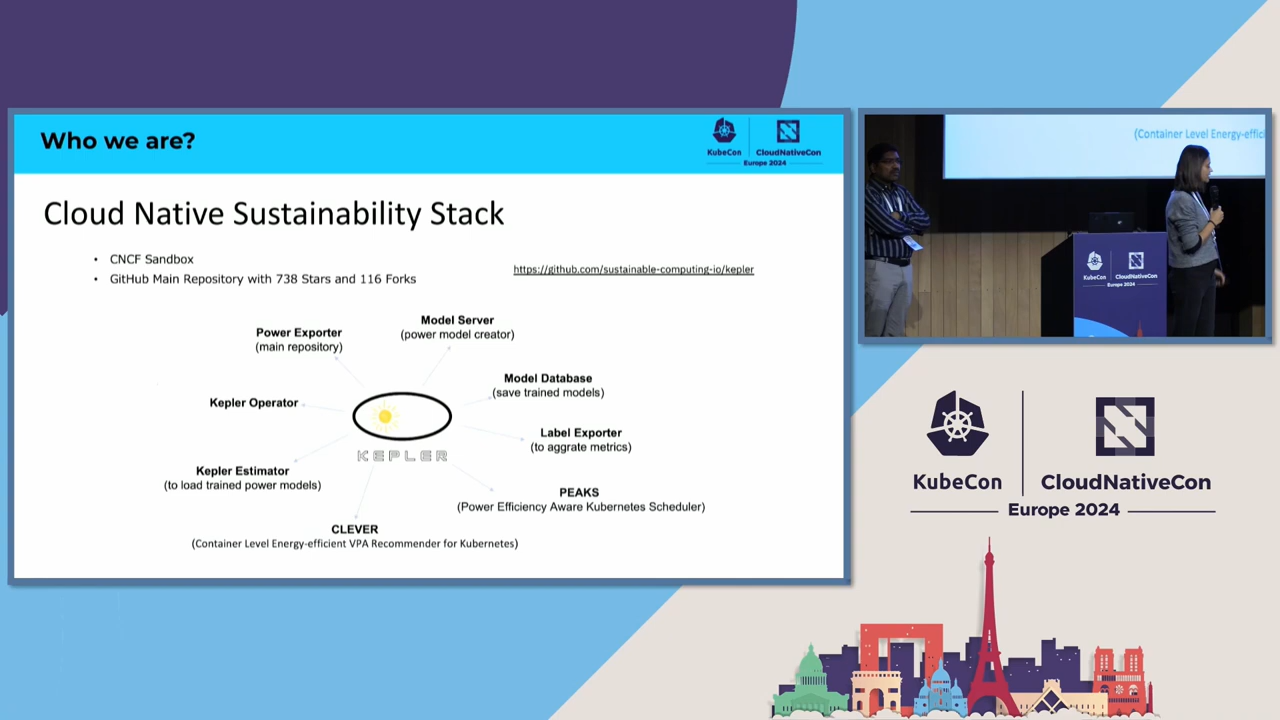 Who we are?
KubeCon
CloudNativeCon
Europe 2024
Cloud Native Sustainability Stack
• CNCF Sandbox
• GitHub Main Repository with 738 Stars and 116 Forks
https://github.com/sustainable-computing-io/kepler
Model Server
(power model creator)
Power Exporter
(main repository)
Model Database
(save trained models)
Kepler Operator
Label Exporter
(to aggrate metrics)
KEPLER
Kepler Estimator
(to load trained power models)
PEAKS
(Power Efficiency Aware Kubernetes Scheduler)
CLEVER
(Container Level Energy-efficient VPA Recommender for Kubernetes)
(Container Level Energy-effici
KubeCon
CloudNativeCon
Europe 2024
KubeCon
CloudNativeCon
Europe 2024